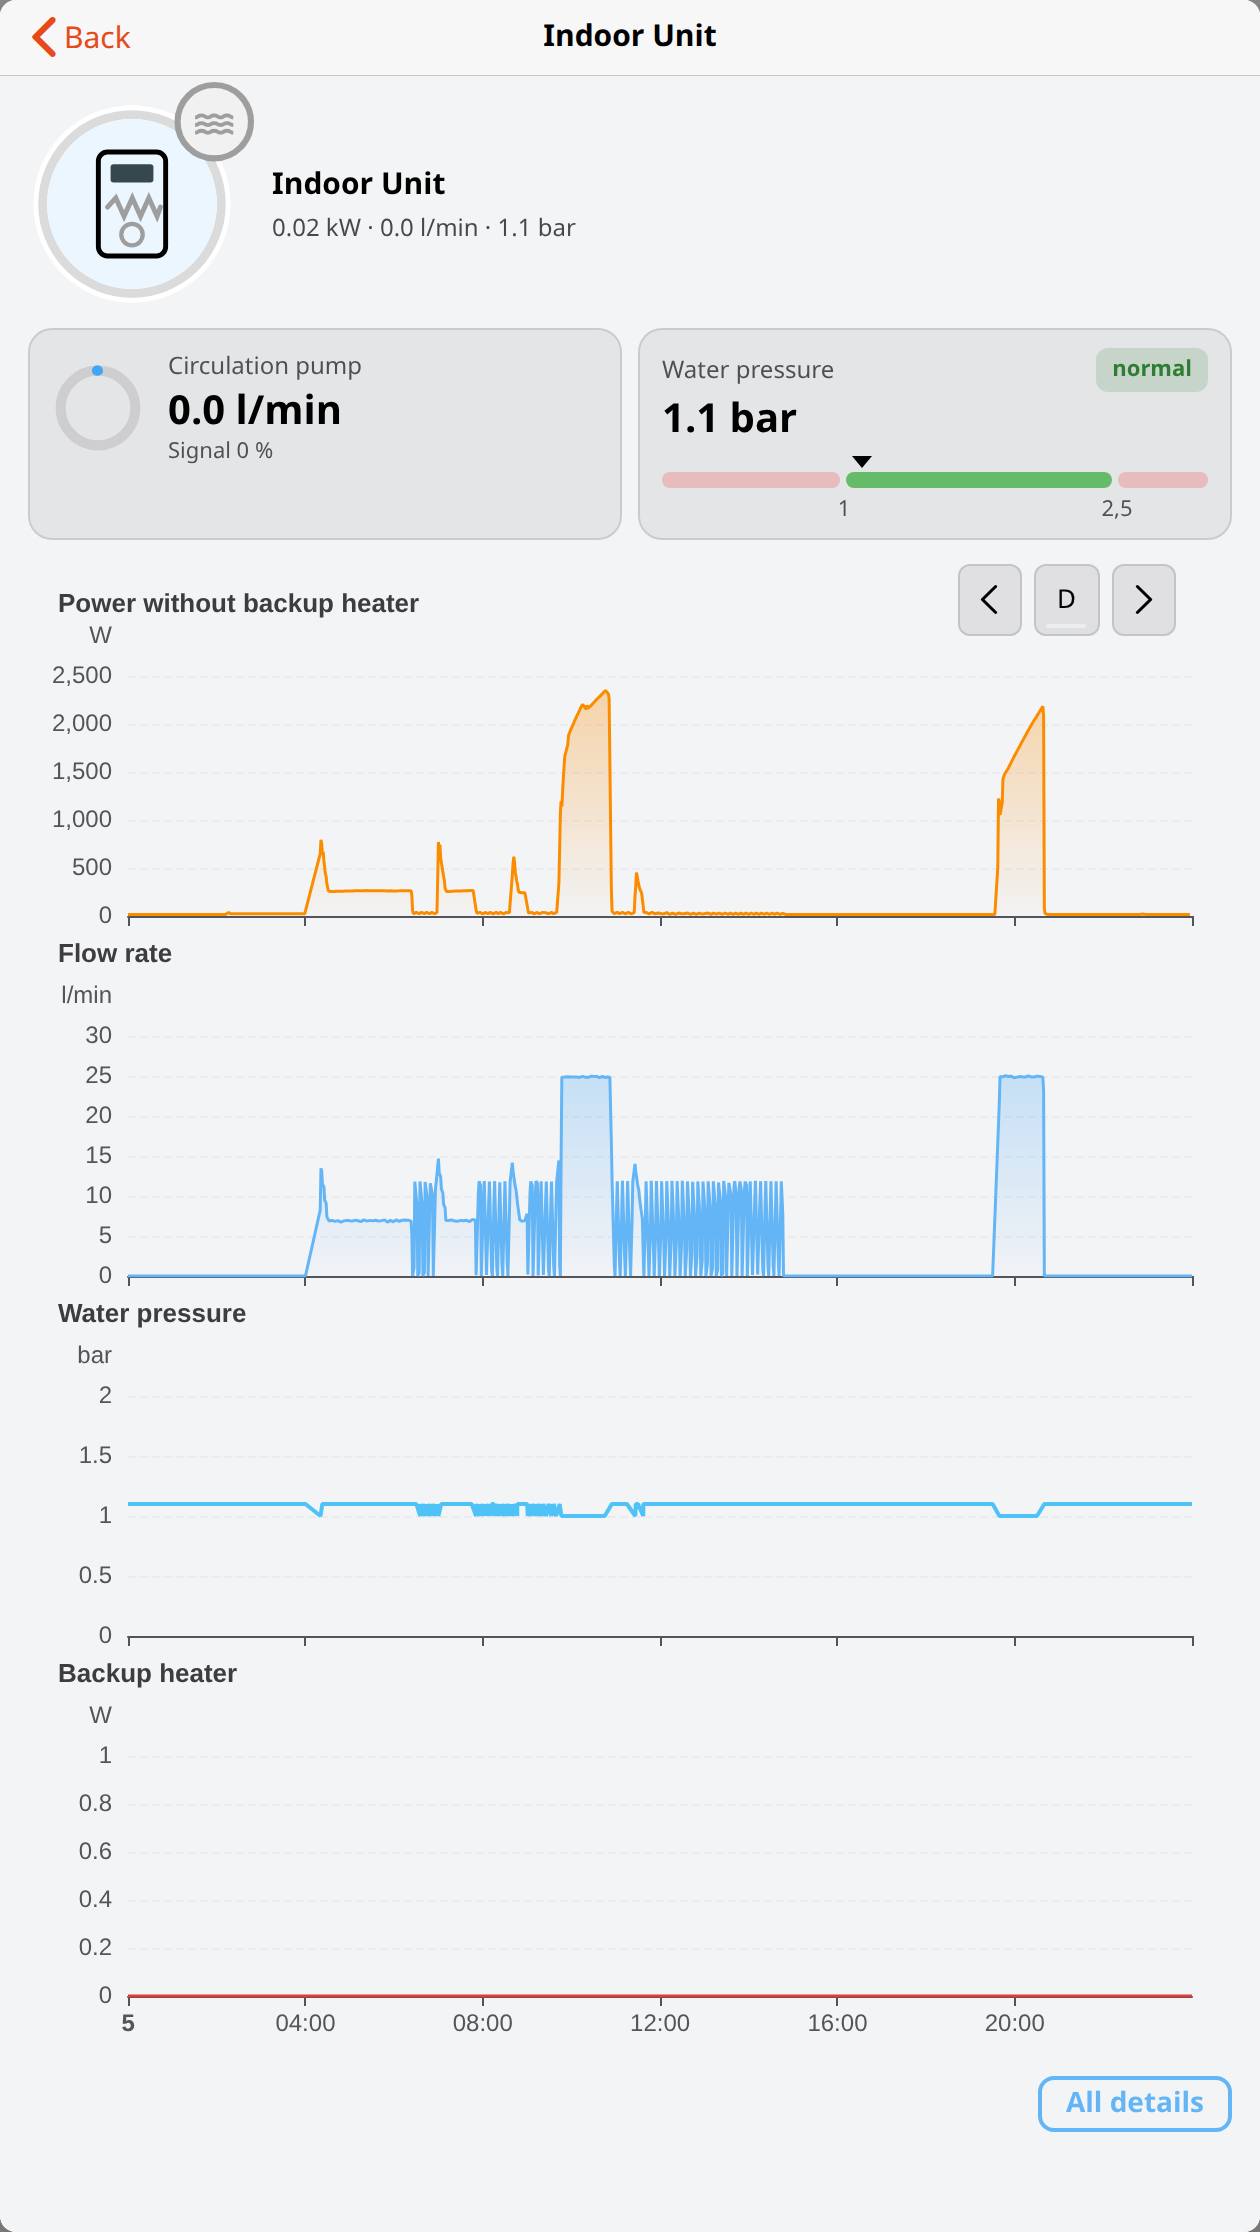 Back
Indoor Unit
Indoor Unit
0.02 kW · 0.0 l/min · 1.1 bar
Circulation pump
0.0 l/min
Signal 0 %
Water pressure
normal
1.1 bar
1
2,5
Power without backup heater
D
W
2,500
2,000
1,500
1,000
500
0
Flow rate
l/min
30
25
20
15
10
5
0
Water pressure
bar
2
1.5
1
0.5
0
Backup heater
W
1
0.8
0.6
0.4
0.2
0
5 04:00 08:00 12:00 16:00 20:00
All details